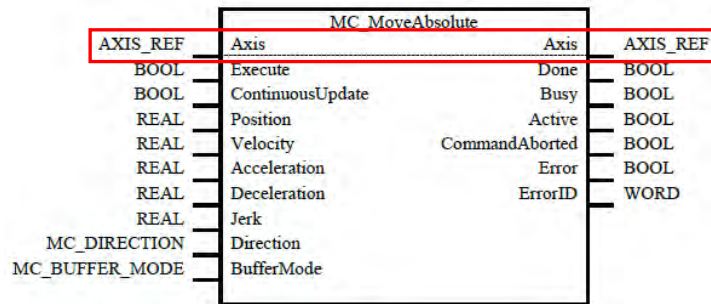 MC_MoveAbsolute
AXIS_REF Axis Axis AXIS_REF
BOOL Execute Done BOOL
BOOL ContinuousUpdate Busy BOOL
REAL Position Active BOOL
REAL Velocity CommandAborted BOOL
REAL Acceleration Error BOOL
REAL Deceleration ErrorID WORD
REAL Jerk
MC_DIRECTION Direction
MC_BUFFER_MODE BufferMode